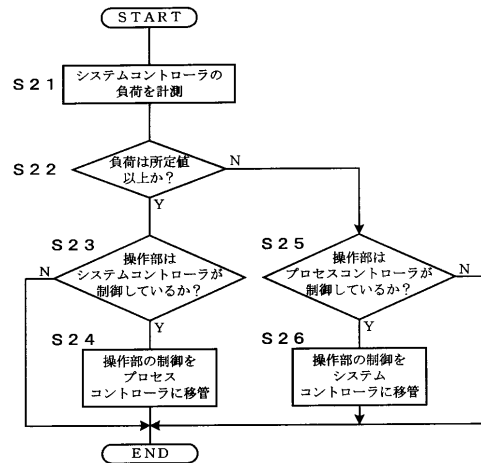 START
S21
システムコントローラの
負荷を計測
S22
負荷は所定値
以上か？
N
Y
S23
操作部は
システムコントローラが
制御しているか？
N
Y
S24
操作部の制御を
プロセス
コントローラに移管
S25
操作部は
プロセスコントローラが
制御しているか？
N
Y
S26
操作部の制御を
システム
コントローラに移管
END